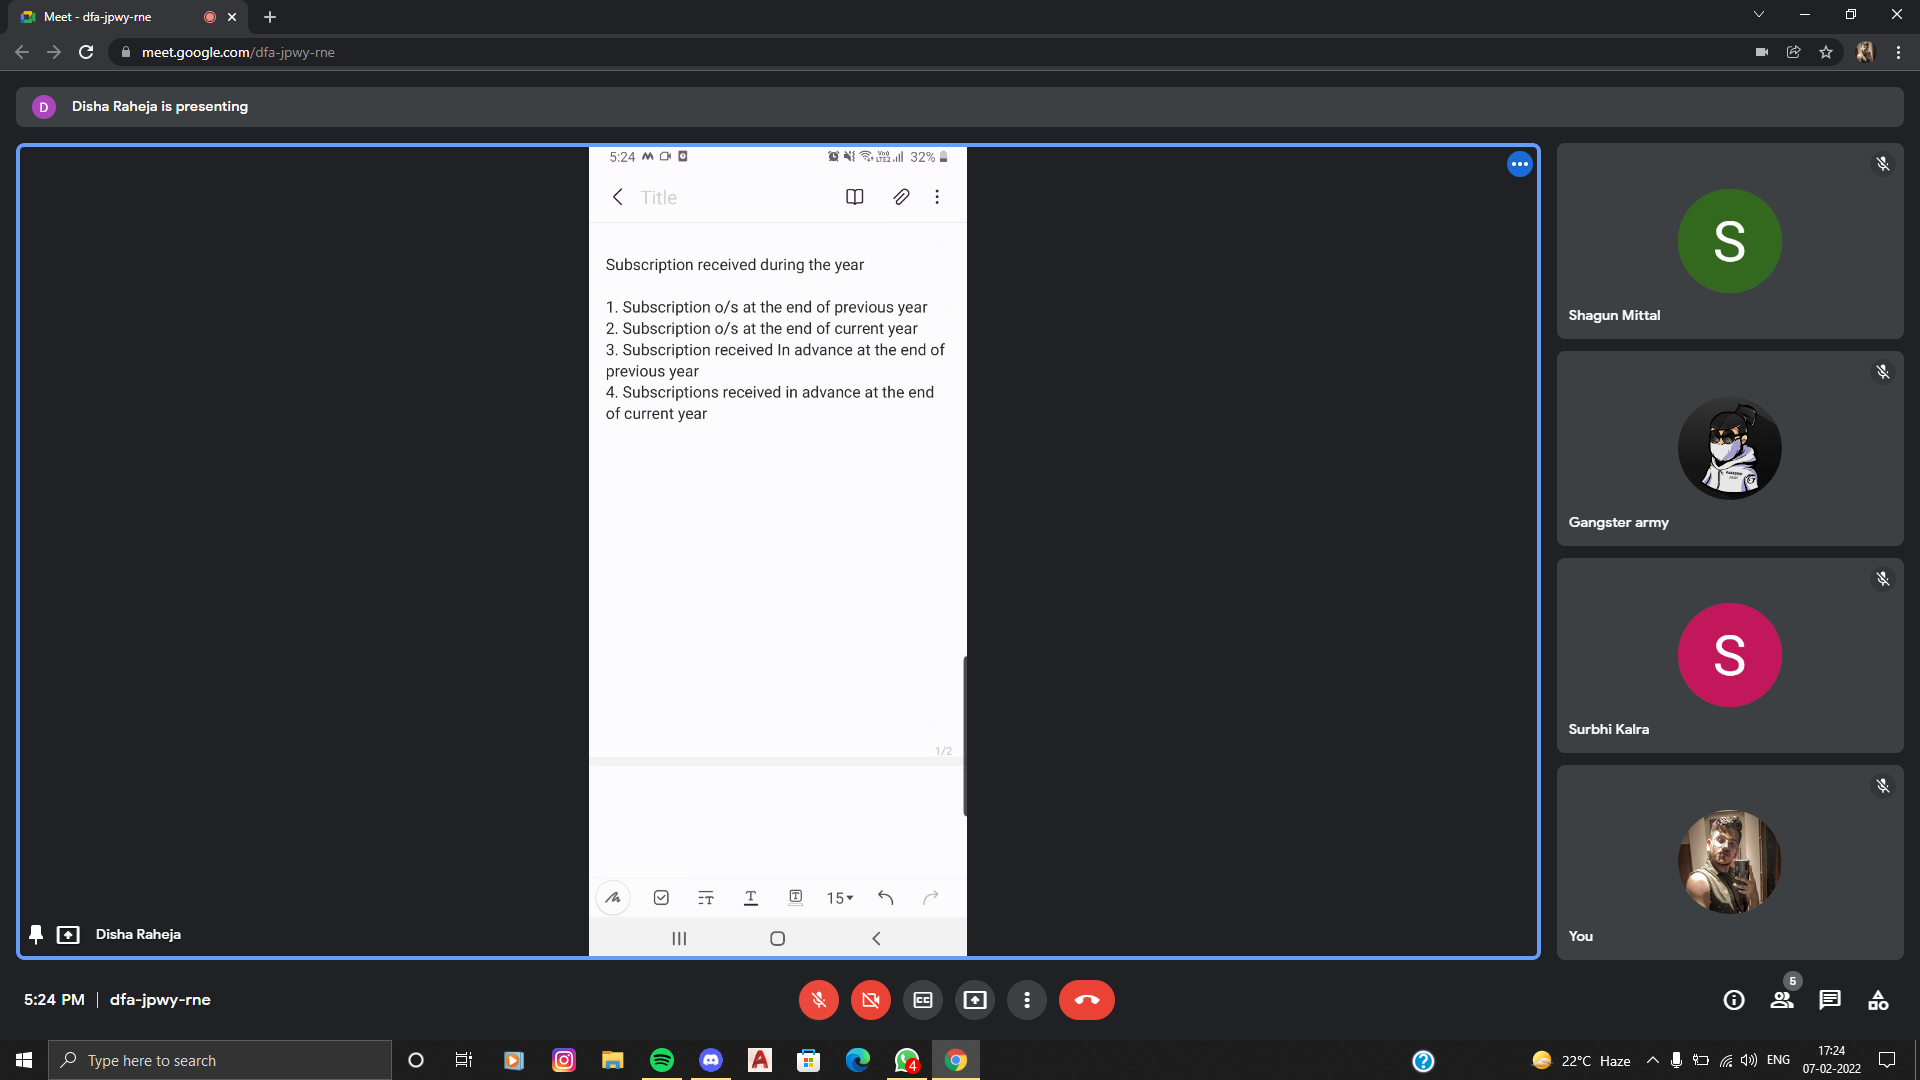 Meet - dfa-jpwy-rne
meet.google.com/dfa-jpwy-rne
D
Disha Raheja is presenting
5:24
32%
Title
Subscription received during the year
1. Subscription o/s at the end of previous year
2. Subscription o/s at the end of current year
3. Subscription received In advance at the end of
previous year
4. Subscriptions received in advance at the end
of current year
1/2
15
Disha Raheja
S
Shagun Mittal
Gangster army
S
Surbhi Kalra
You
5:24 PM | dfa-jpwy-rne
CC
5
Type here to search
4
22°C Haze
ENG
17:24
07-02-2022